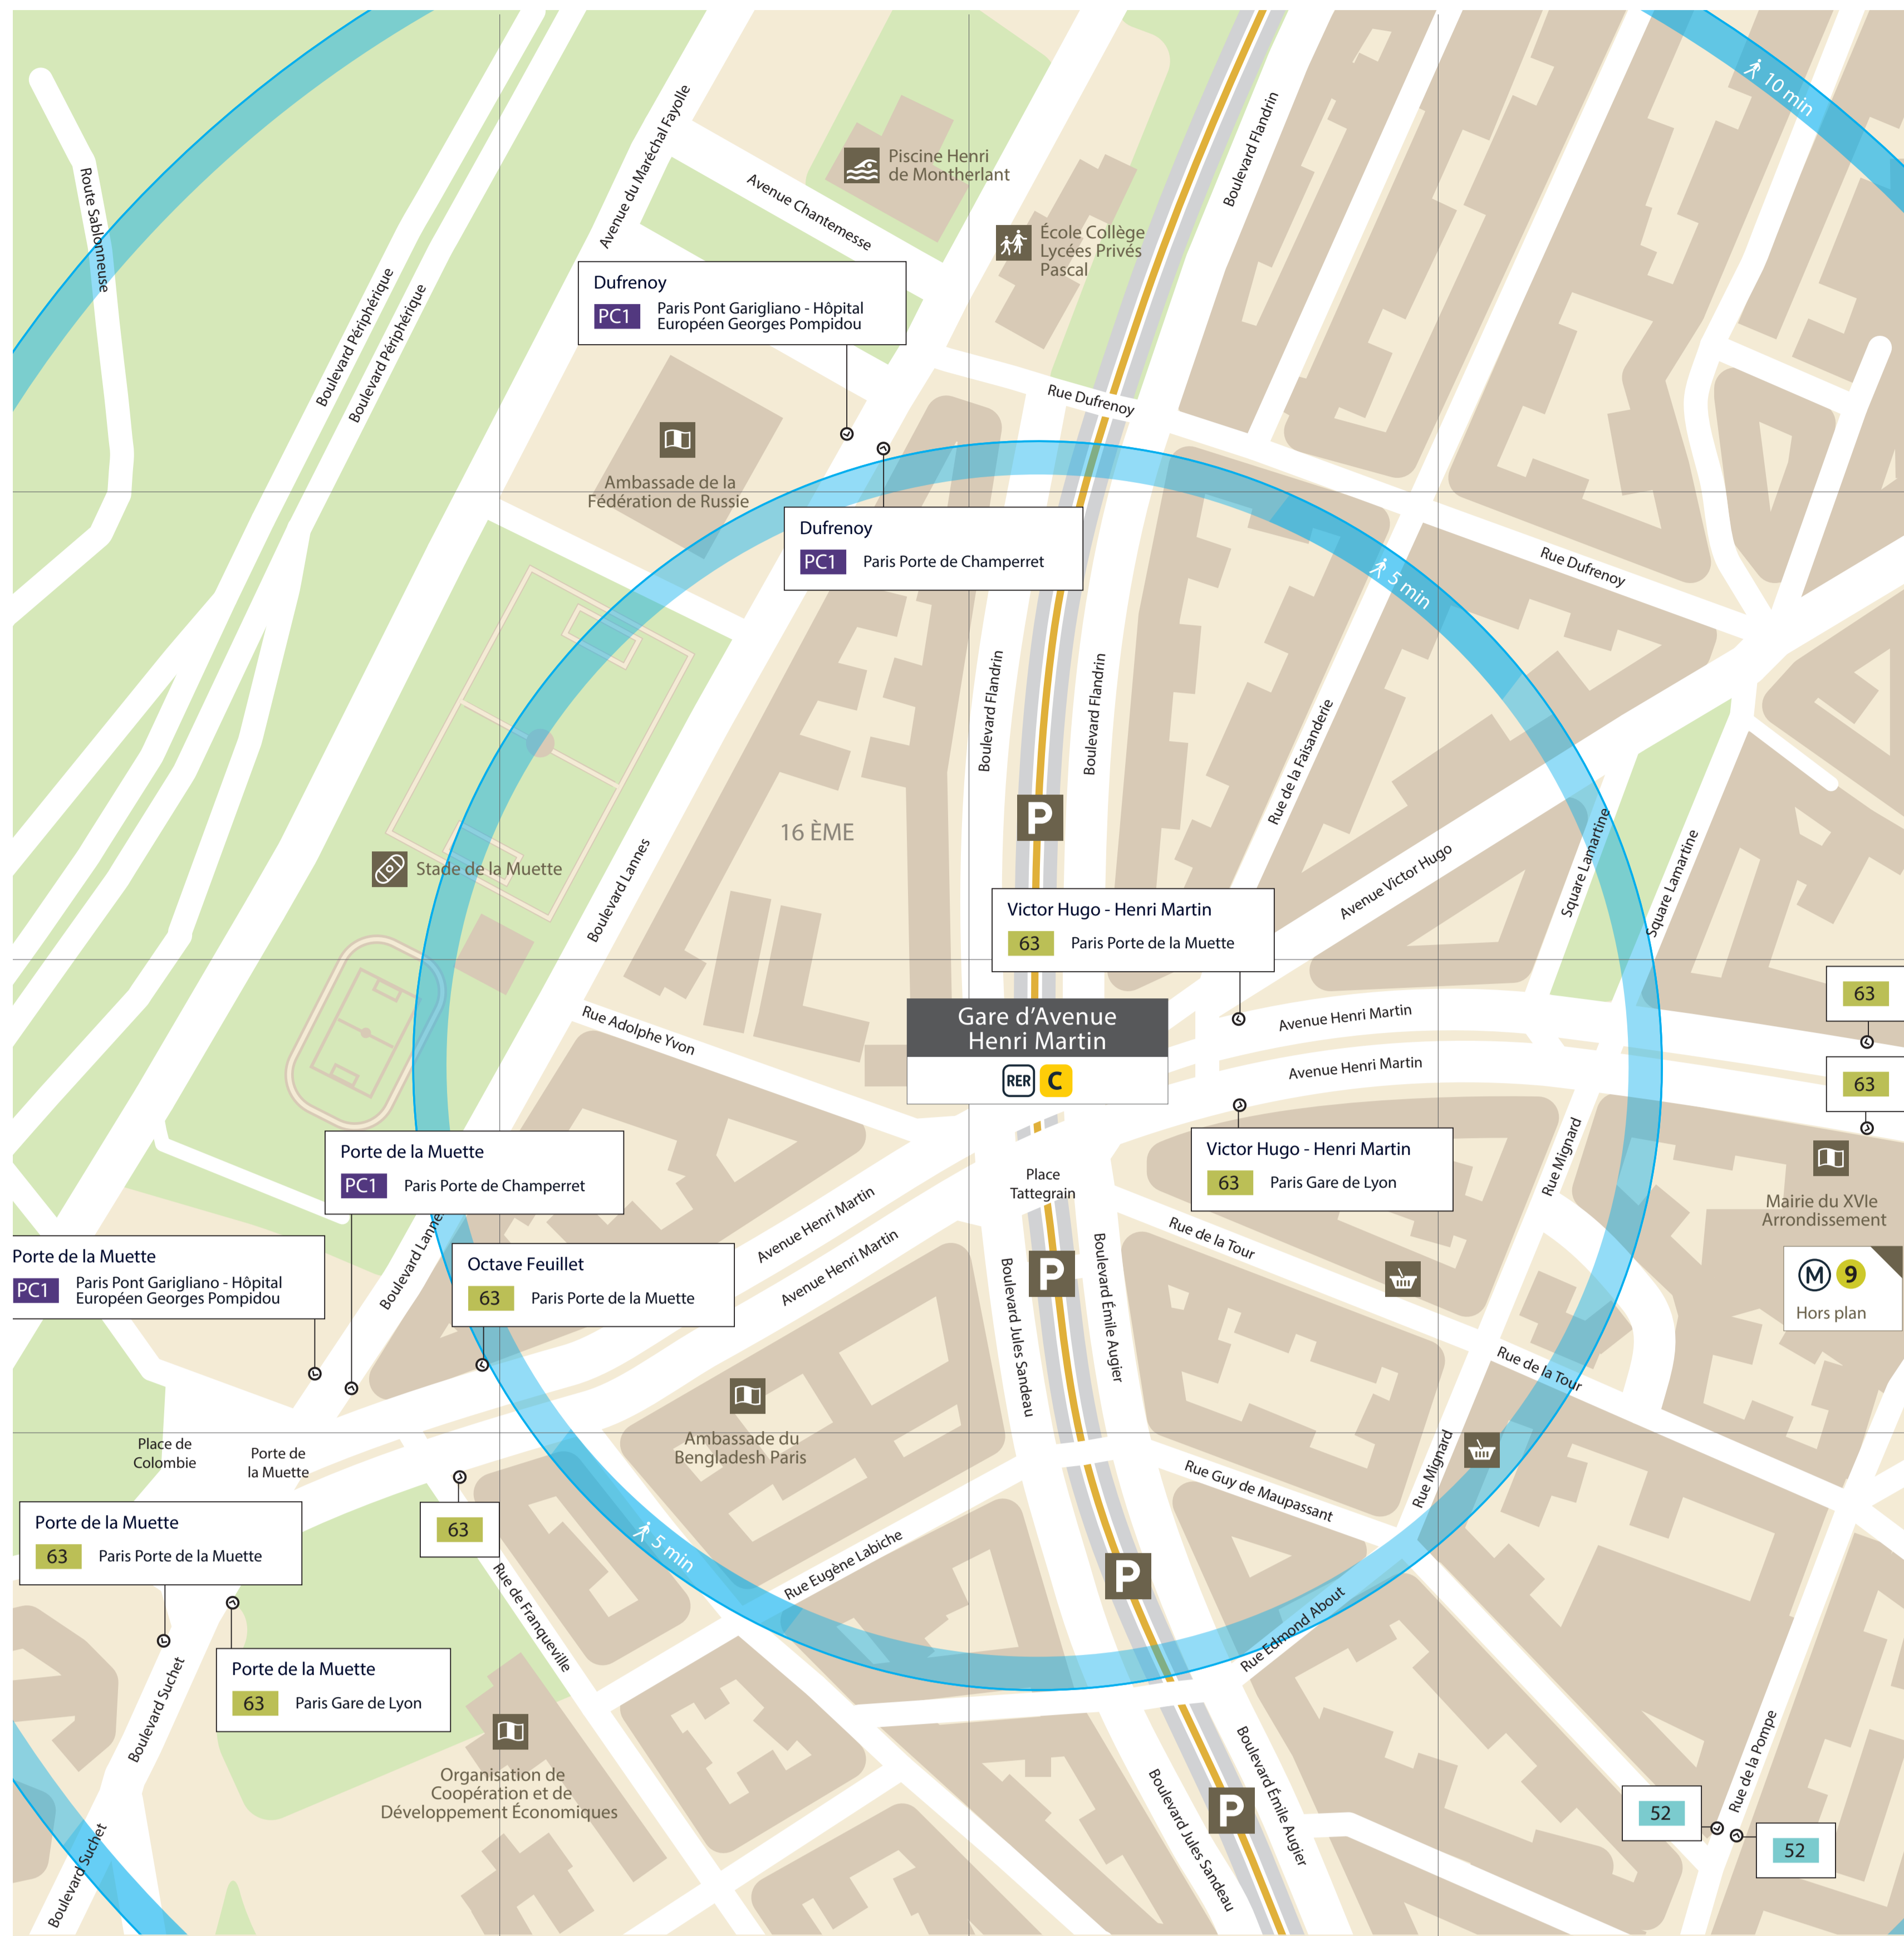 10 min
Route Sablonneuse
Boulevard Périphérique
Boulevard Périphérique
Avenue du Maréchal Fayolle
Avenue Chantemesse
Piscine Henri
de Montherlant
École Collège
Lycées Privés
Pascal
Boulevard Flandrin
Dufrenoy
PC1
Paris Pont Garigliano - Hôpital
Européen Georges Pompidou
Rue Dufrenoy
Ambassade de la
Fédération de Russie
Dufrenoy
PC1
Paris Porte de Champerret
5 min
Rue Dufrenoy
Boulevard Flandrin
Boulevard Flandrin
Rue de la Faisanderie
P
16 ÈME
Stade de la Muette
Boulevard Lannes
Avenue Victor Hugo
Square Lamartine
Square Lamartine
Victor Hugo - Henri Martin
63
Paris Porte de la Muette
Gare d'Avenue
Henri Martin
RER C
Rue Adolphe Yvon
Avenue Henri Martin
Avenue Henri Martin
63
63
Porte de la Muette
PC1
Paris Porte de Champerret
Victor Hugo - Henri Martin
63
Paris Gare de Lyon
Place
Tattegrain
Rue Mignard
Mairie du XVIe
Arrondissement
M 9
Hors plan
Porte de la Muette
PC1
Paris Pont Garigliano - Hôpital
Européen Georges Pompidou
Boulevard Lanne
Octave Feuillet
63
Paris Porte de la Muette
Avenue Henri Martin
Avenue Henri Martin
P
Boulevard Jules Sandeau
Boulevard Émile Augier
Rue de la Tour
Rue de la Tour
Ambassade du
Bengladesh Paris
Place de
Colombie
Porte de
la Muette
Rue Guy de Maupassant
Rue Mignard
Porte de la Muette
63
Paris Porte de la Muette
63
5 min
Rue Eugène Labiche
P
Rue Edmond About
Rue de Franqueville
Porte de la Muette
63
Paris Gare de Lyon
Boulevard Suchet
Organisation de
Coopération et de
Développement Économiques
Boulevard Suchet
Boulevard Jules Sandeau
P
Boulevard Émile Augier
Rue de la Pompe
52
52